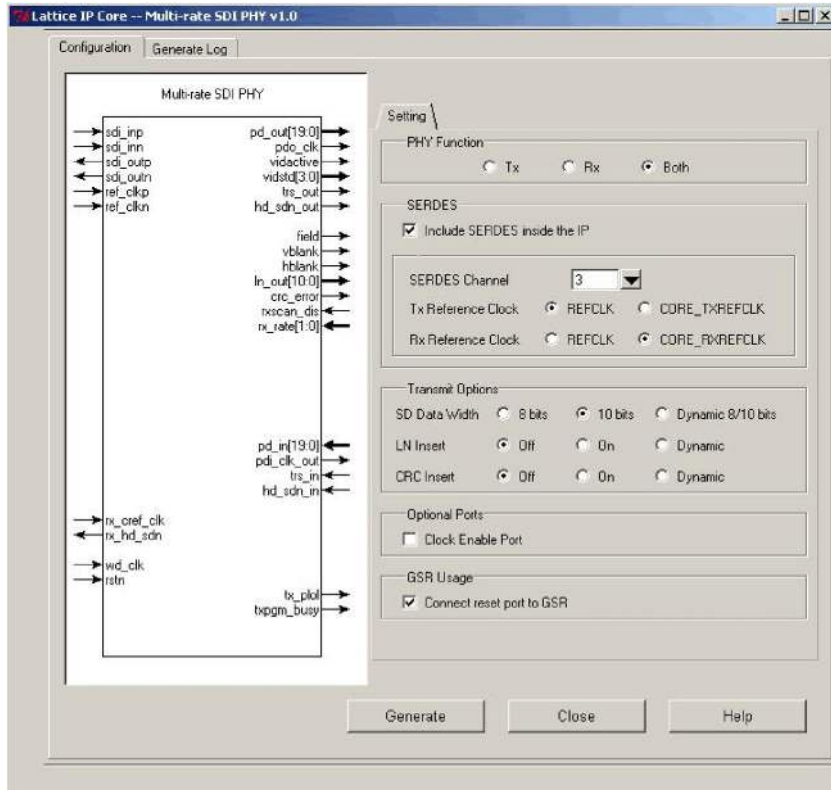 Lattice IP Core -- Multi-rate SDI PHY v1.0
Configuration Generate Log
Multi-rate SDI PHY
sdi_inp pd_out[19:0]
sdi_inn pdo_clk
sdi_outp vidactive
sdi_outn vidstd[3:0]
ref_clkp trs_out
ref_clkn hd_sdn_out
field
vblank
hblank
ln_out[10:0]
crc_error
rxscan_dis
rx_rate[1:0]
pd_in[19:0]
pdi_clk_out
trs_in
hd_sdn_in
rx_cref_clk
rx_hd_sdn
wd_clk
rstn
tx_plol
txpgm_busy
Setting
PHY Function
Tx Rx Both
SERDES
Include SERDES inside the IP
SERDES Channel 3
Tx Reference Clock REFCLK CORE_TXREFCLK
Rx Reference Clock REFCLK CORE_RXREFCLK
Transmit Options
SD Data Width 8 bits 10 bits Dynamic 8/10 bits
LN Insert Off On Dynamic
CRC Insert Off On Dynamic
Optional Ports
Clock Enable Port
GSR Usage
Connect reset port to GSR
Generate Close Help